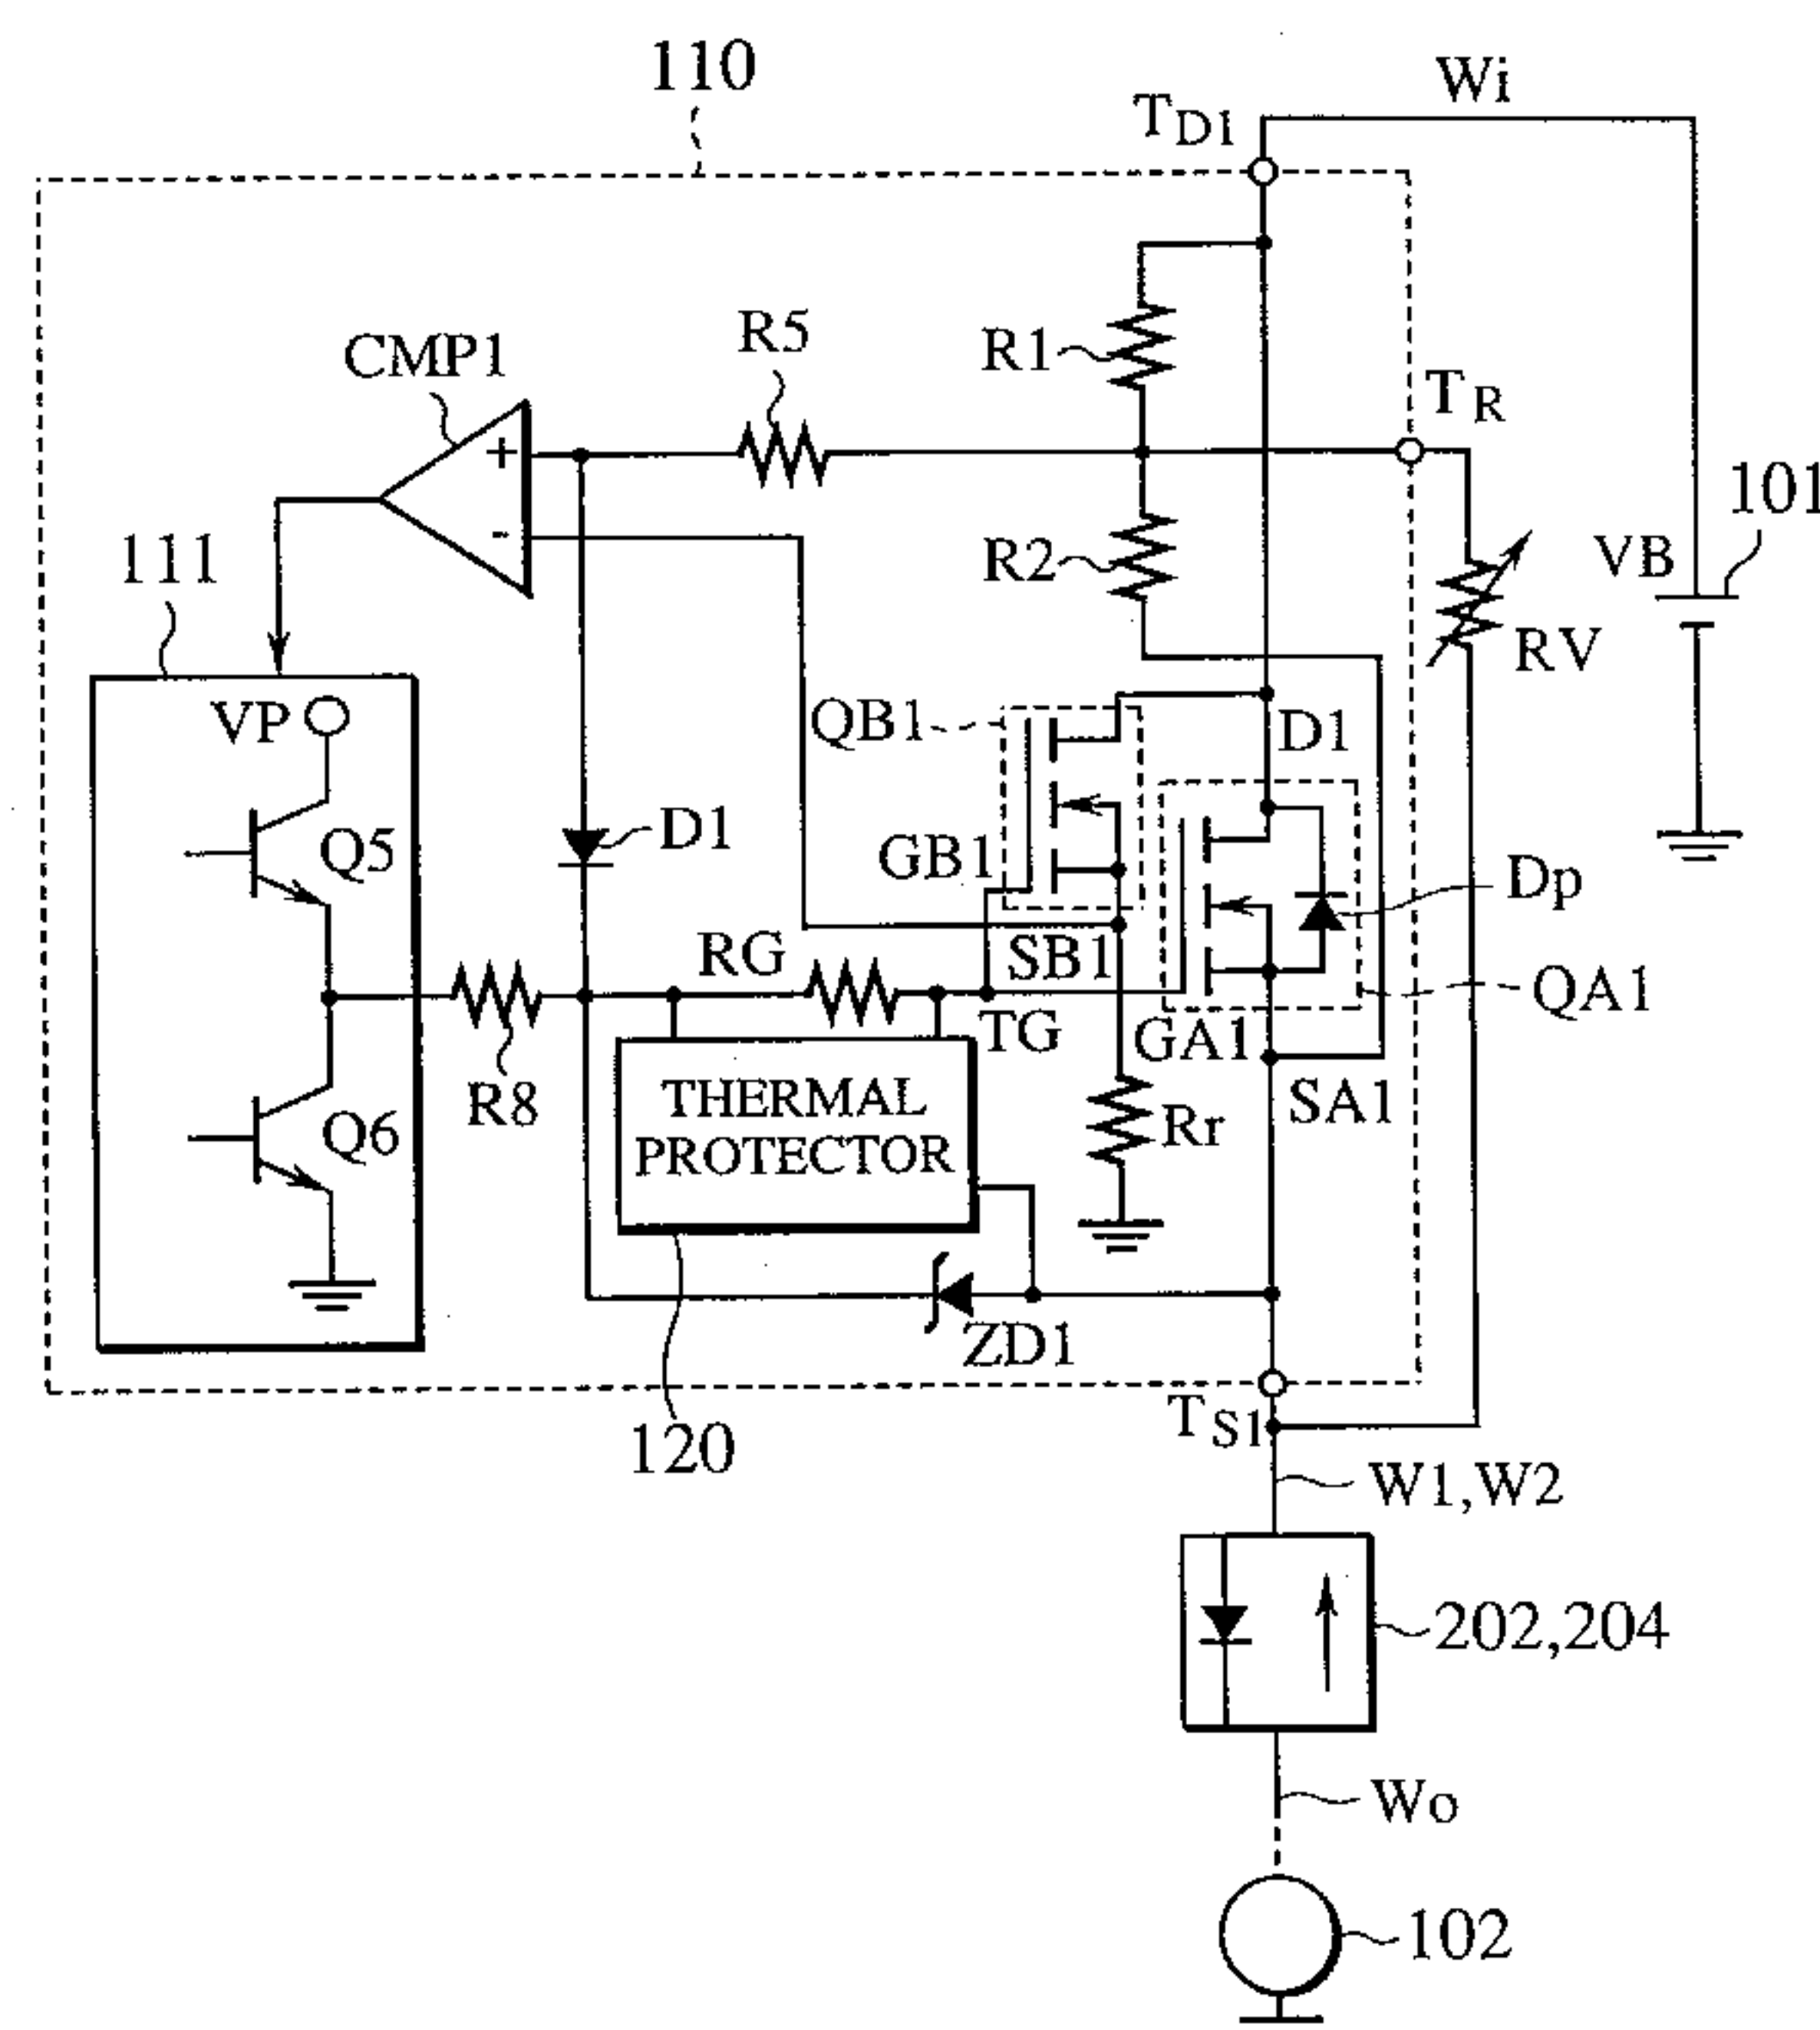 110
Wi
TD1
CMP1
R5
R1
TR
+
-
101
111
R2
VB
RV
VP
QB1
D1
Q5
D1
GB1
Dp
RG
SB1
QA1
TG
GA1
R8
THERMAL
PROTECTOR
Rr
SA1
Q6
ZD1
TS1
120
W1,W2
202,204
Wo
102